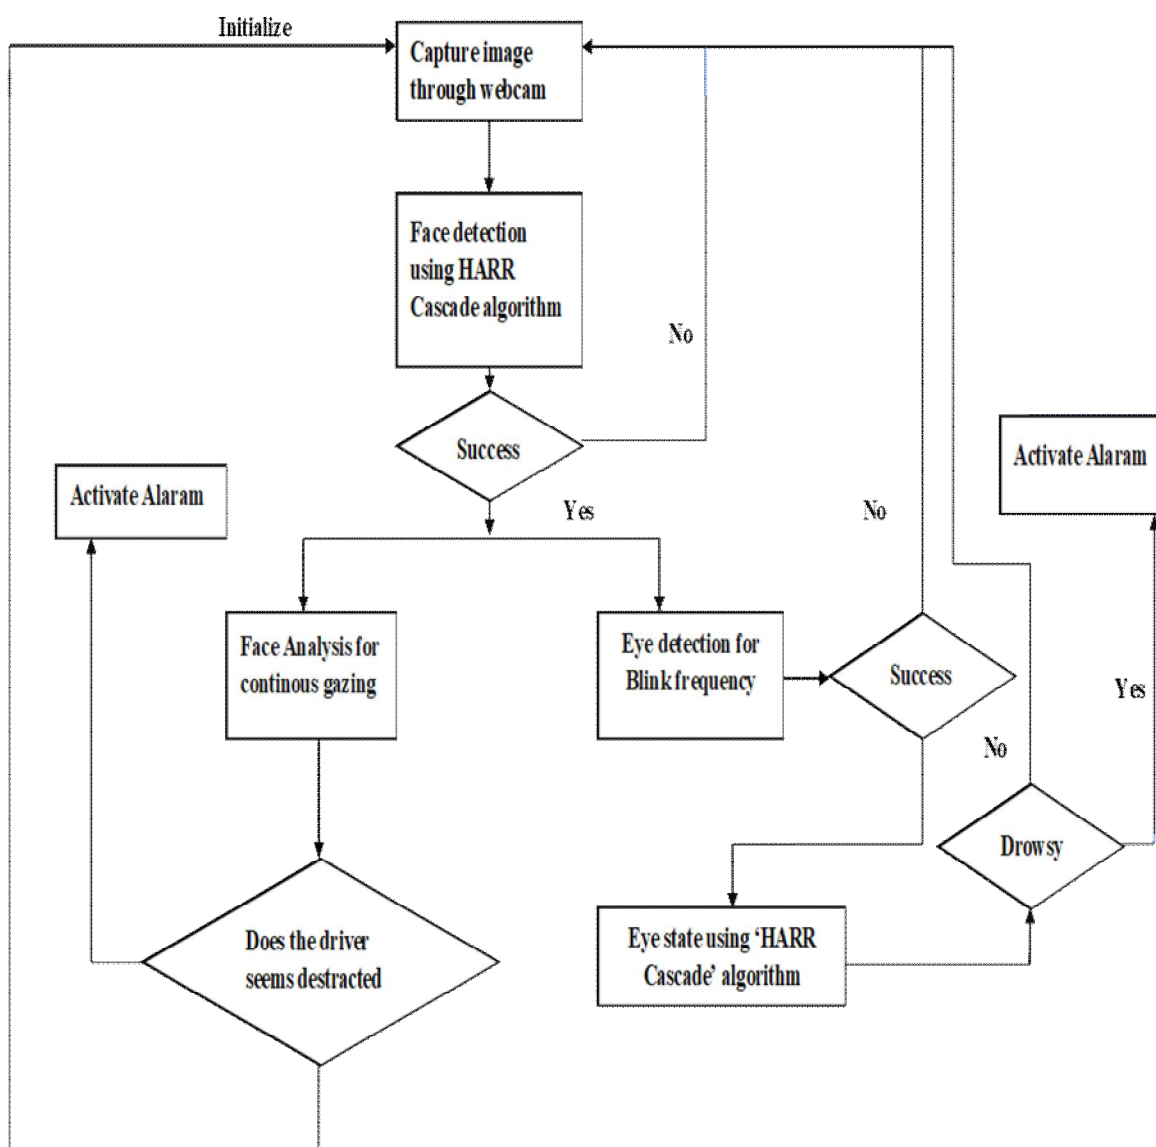 Initialize
Capture image
through webcam
Face detection
using HARR
Cascade algorithm
No
Success
Yes
Activate Alaram
Activate Alaram
No
Face Analysis for
continous gazing
Eye detection for
Blink frequency
Success
Yes
No
Drowsy
Does the driver
seems destracted
Eye state using ‘HARR
Cascade’ algorithm